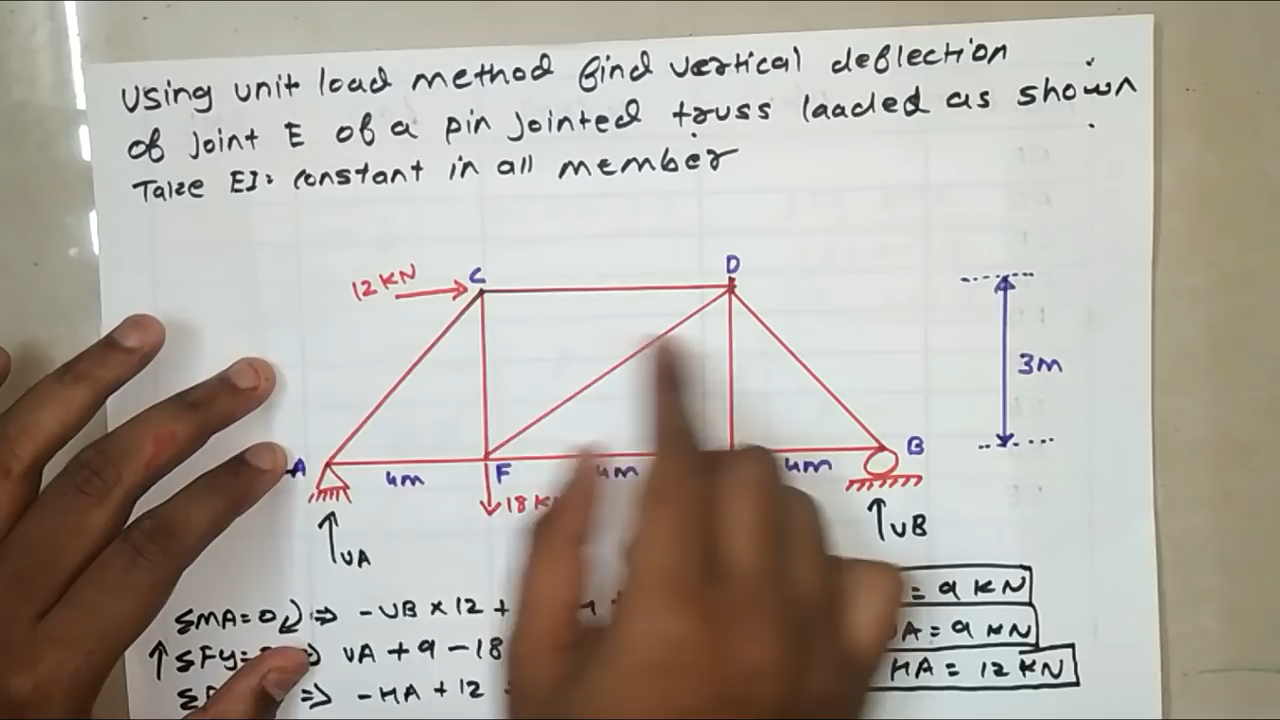 Using unit load method find vertical deflection
of joint E of a pin jointed truss laaded as shown
Take EI: constant in all member
12 KN
C
D
3m
A
4m
F
4m
4m
B
18 K
VA
VB
ΣMA=0 ⇒ -VB × 12 +
= 9 KN
ΣFy= ⇒ VA + 9 - 18
A = 9 KN
⇒ -HA + 12
HA = 12 KN